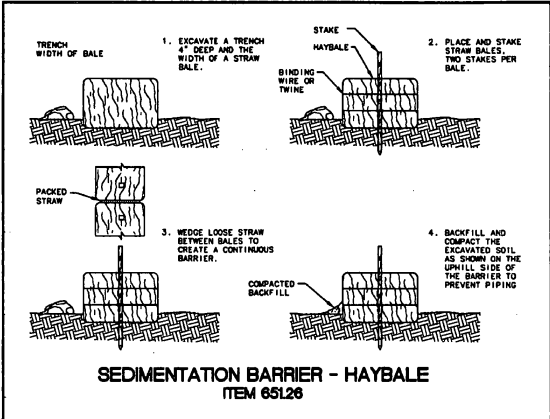 TRENCH
WIDTH OF BALE
1. EXCAVATE A TRENCH
4" DEEP AND THE
WIDTH OF A STRAW
BALE.
STAKE
HAYBALE
BINDING
WIRE OR
TWINE
2. PLACE AND STAKE
STRAW BALES,
TWO STAKES PER
BALE.
PACKED
STRAW
3. WEDGE LOOSE STRAW
BETWEEN BALES TO
CREATE A CONTINUOUS
BARRIER.
COMPACTED
BACKFILL
4. BACKFILL AND
COMPACT THE
EXCAVATED SOIL
AS SHOWN ON THE
UPHILL SIDE OF
THE BARRIER TO
PREVENT PIPING
SEDIMENTATION BARRIER - HAYBALE
ITEM 651.26